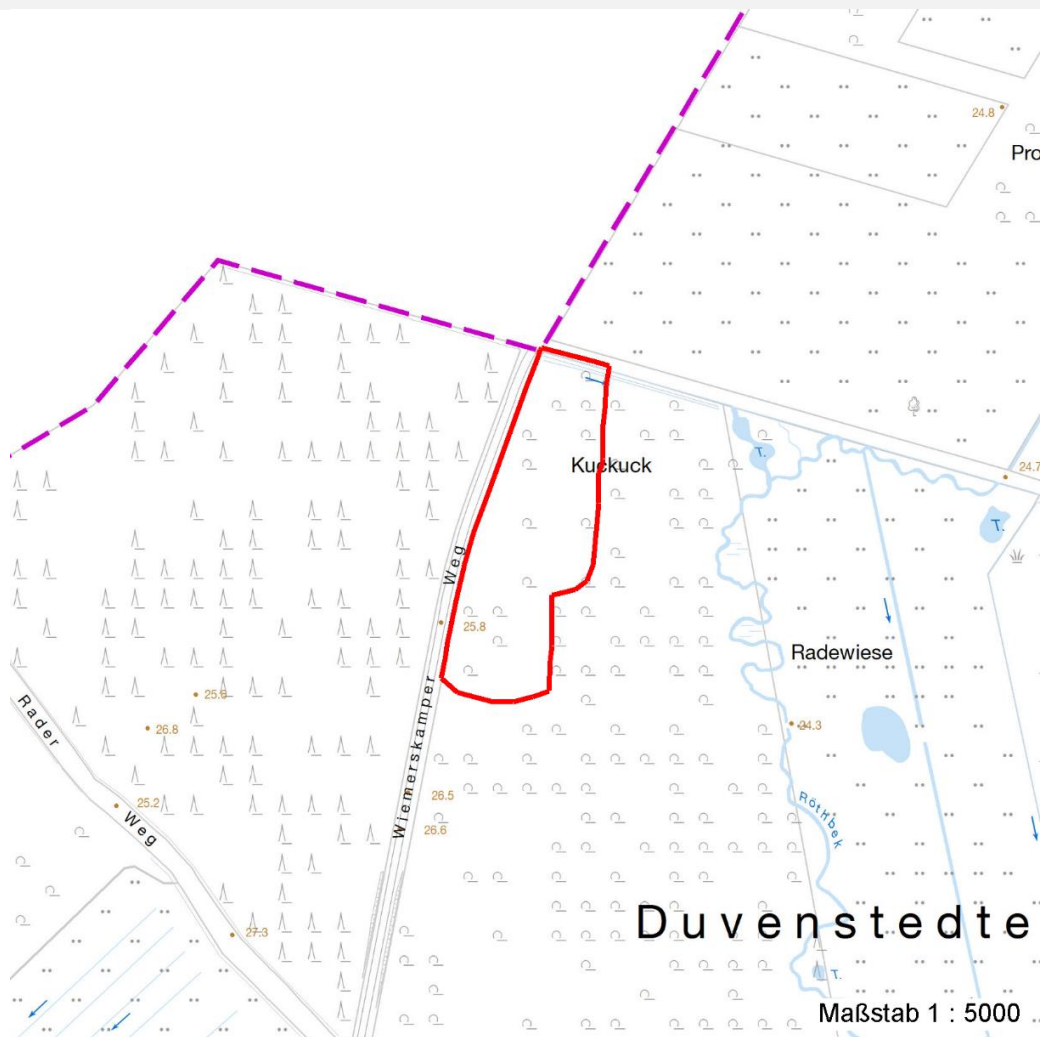 24.8
Pro
Kuckuck
T.
24.7
T.
Weg
25.8
Radewiese
25.6
Rader
26.8
24.3
Wiemerskamper
26.5
25.2
Weg
26.6
Röthbek
Duvenstedte
27.3
T.
Maßstab 1 : 5000